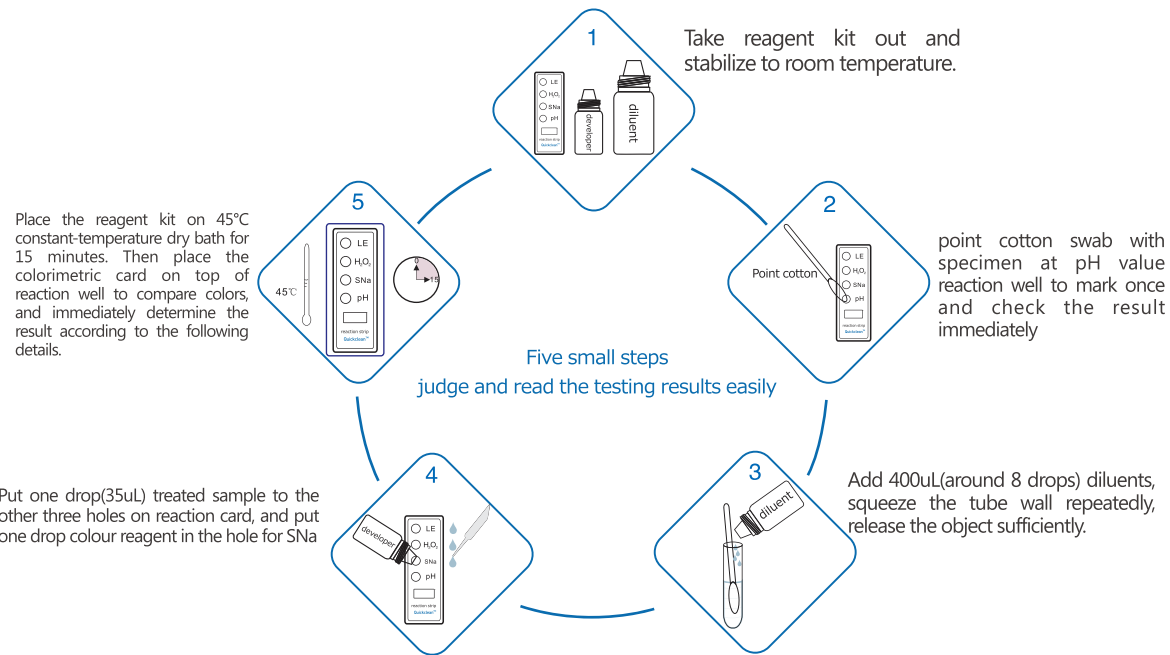 1
Take reagent kit out and
stabilize to room temperature.
LE
H₂O₂
SNa
pH
reaction strip
Quickclean™
developer
diluent
2
Point cotton
LE
H₂O₂
SNa
pH
reaction strip
Quickclean™
point cotton swab with
specimen at pH value
reaction well to mark once
and check the result
immediately
3
diluent
Add 400uL(around 8 drops) diluents,
squeeze the tube wall repeatedly,
release the object sufficiently.
4
developer
LE
H₂O₂
SNa
pH
reaction strip
Quickclean™
Put one drop(35uL) treated sample to the
other three holes on reaction card, and put
one drop colour reagent in the hole for SNa
5
45℃
LE
H₂O₂
SNa
pH
reaction strip
Quickclean™
0
15
Place the reagent kit on 45°C
constant-temperature dry bath for
15 minutes. Then place the
colorimetric card on top of
reaction well to compare colors,
and immediately determine the
result according to the following
details.
Five small steps
judge and read the testing results easily